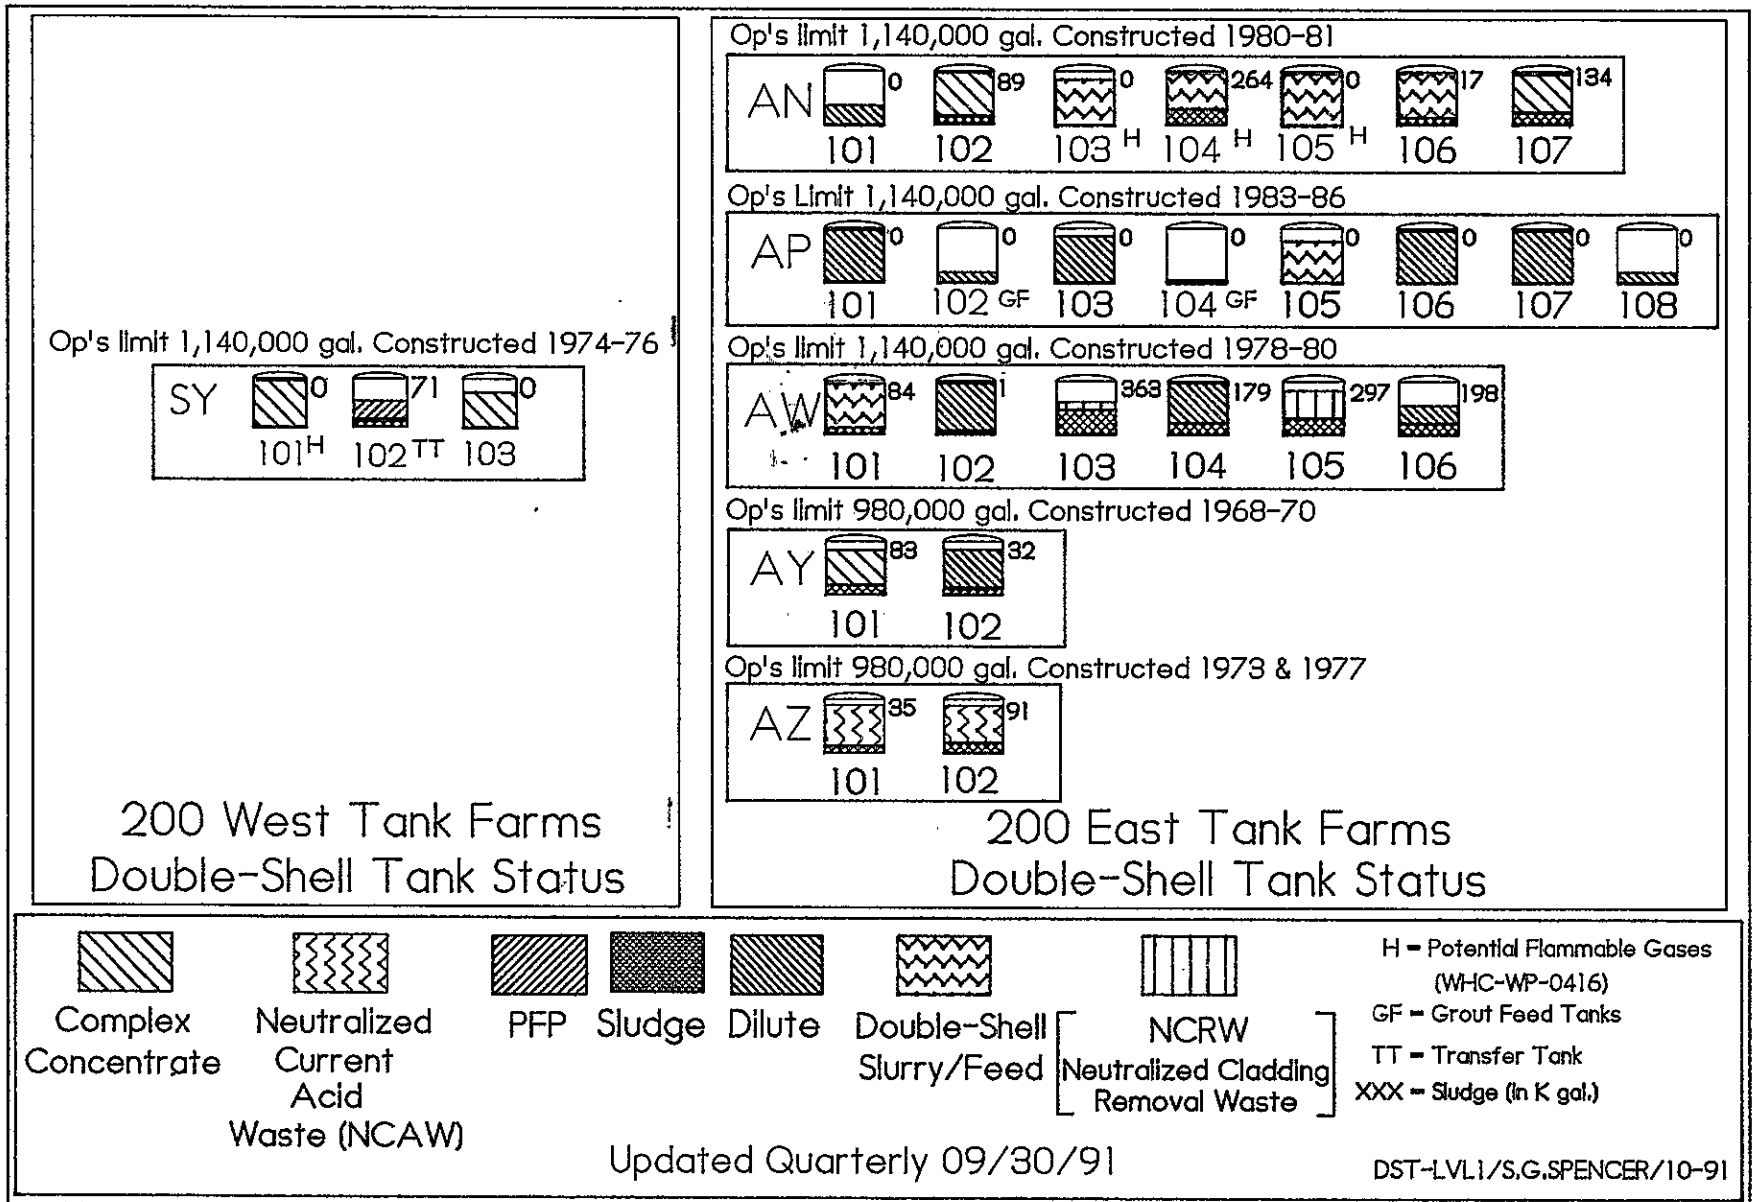 Op's limit 1,140,000 gal. Constructed 1974-76
SY
0 71 0
101 H 102 TT 103
200 West Tank Farms
Double-Shell Tank Status
Op's limit 1,140,000 gal. Constructed 1980-81
AN
0 89 0 264 0 17 134
101 102 103 H 104 H 105 H 106 107
Op's Limit 1,140,000 gal. Constructed 1983-86
AP
0 0 0 0 0 0 0 0
101 102 GF 103 104 GF 105 106 107 108
Op's limit 1,140,000 gal. Constructed 1978-80
AW
84 1 363 179 297 198
101 102 103 104 105 106
Op's limit 980,000 gal. Constructed 1968-70
AY
83 32
101 102
Op's limit 980,000 gal. Constructed 1973 & 1977
AZ
35 91
101 102
200 East Tank Farms
Double-Shell Tank Status
Complex
Concentrate
Neutralized
Current
Acid
Waste (NCAW)
PFP
Sludge
Dilute
Double-Shell
Slurry/Feed
NCRW
Neutralized Cladding
Removal Waste
H = Potential Flammable Gases
(WHC-WP-0416)
GF = Grout Feed Tanks
TT = Transfer Tank
XXX = Sludge (in K gal.)
Updated Quarterly 09/30/91
DST-LVL1/S.G.SPENCER/10-91